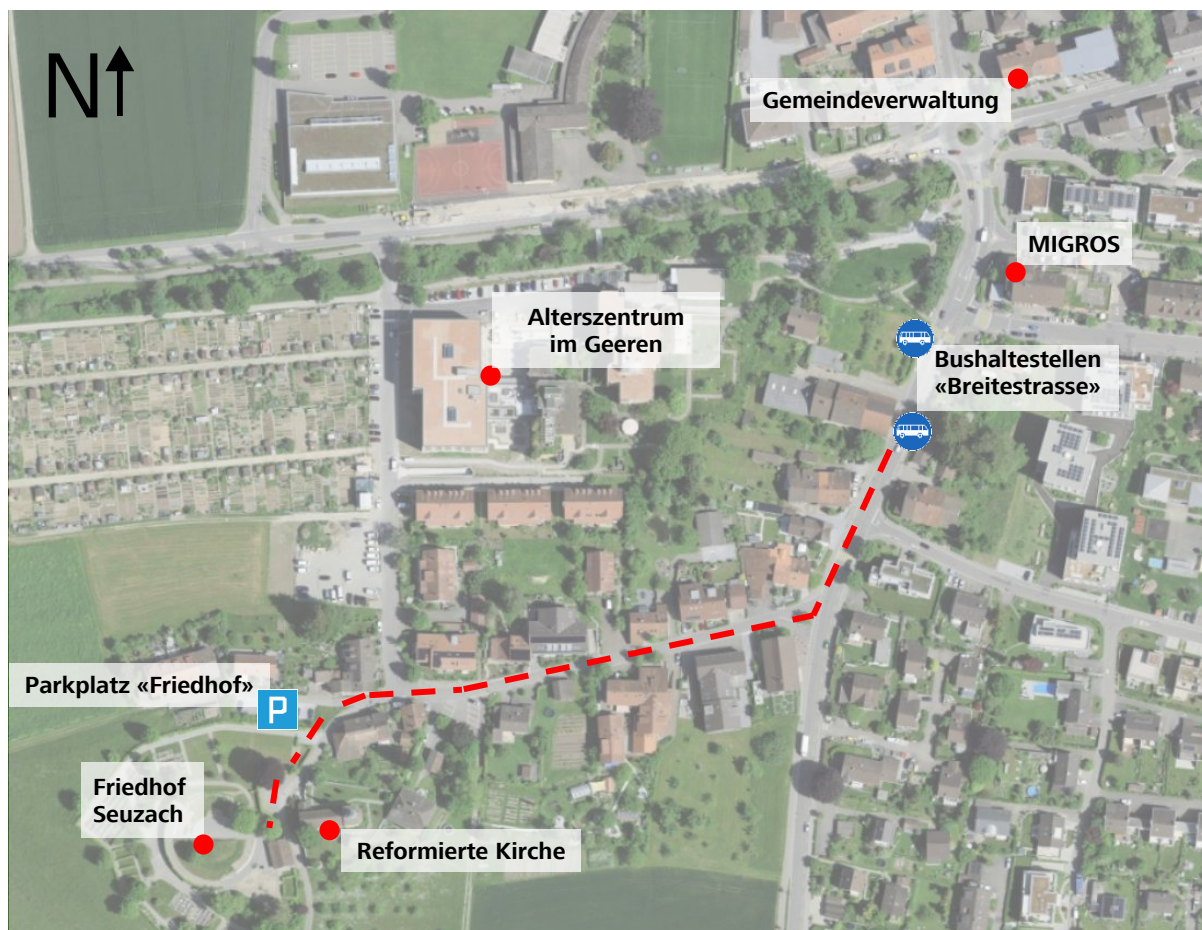 N
Gemeindeverwaltung
MIGROS
Alterszentrum
im Geeren
Bushaltestellen
«Breitestrasse»
Parkplatz «Friedhof»
P
Friedhof
Seuzach
Reformierte Kirche